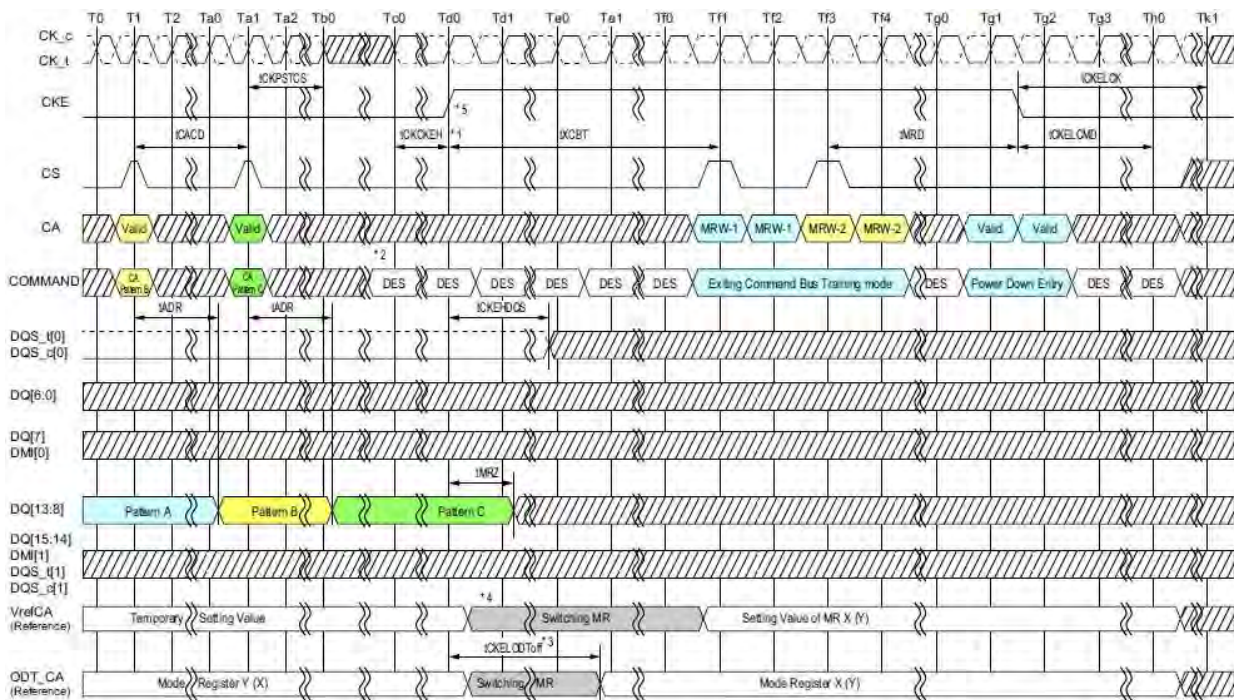 T0 T1 T2 Ta0 Ta1 Ta2 Tb0 Tc0 Td0 Td1 Te0 Te1 Tf0 Tf1 Tf2 Tf3 Tf4 Tg0 Tg1 Tg2 Tg3 Th0 Tk1
CK_c
CK_t
tCKPSTCS tCKELCK
CKE *5
tCACD tCKCKEH *1 tXCBT tMRD tCKELCMD
CS
CA Valid Valid MRW-1 MRW-1 MRW-2 MRW-2 Valid Valid
*2
COMMAND CA Pattern B CA Pattern C DES DES DES DES DES DES Exiting Command Bus Training mode DES Power Down Entry DES DES
tADR tADR tCKEHDQS
DQS_t[0]
DQS_c[0]
DQ[6:0]
DQ[7]
DMI[0]
tMRZ
DQ[13:8] Pattern A Pattern B Pattern C
DQ[15:14]
DMI[1]
DQS_t[1]
DQS_c[1]
*4
VrefCA Temporary Setting Value Switching MR Setting Value of MR X (Y)
(Reference)
tCKELODToff *3
ODT_CA Mode Register Y (X) Switching MR Mode Register X (Y)
(Reference)